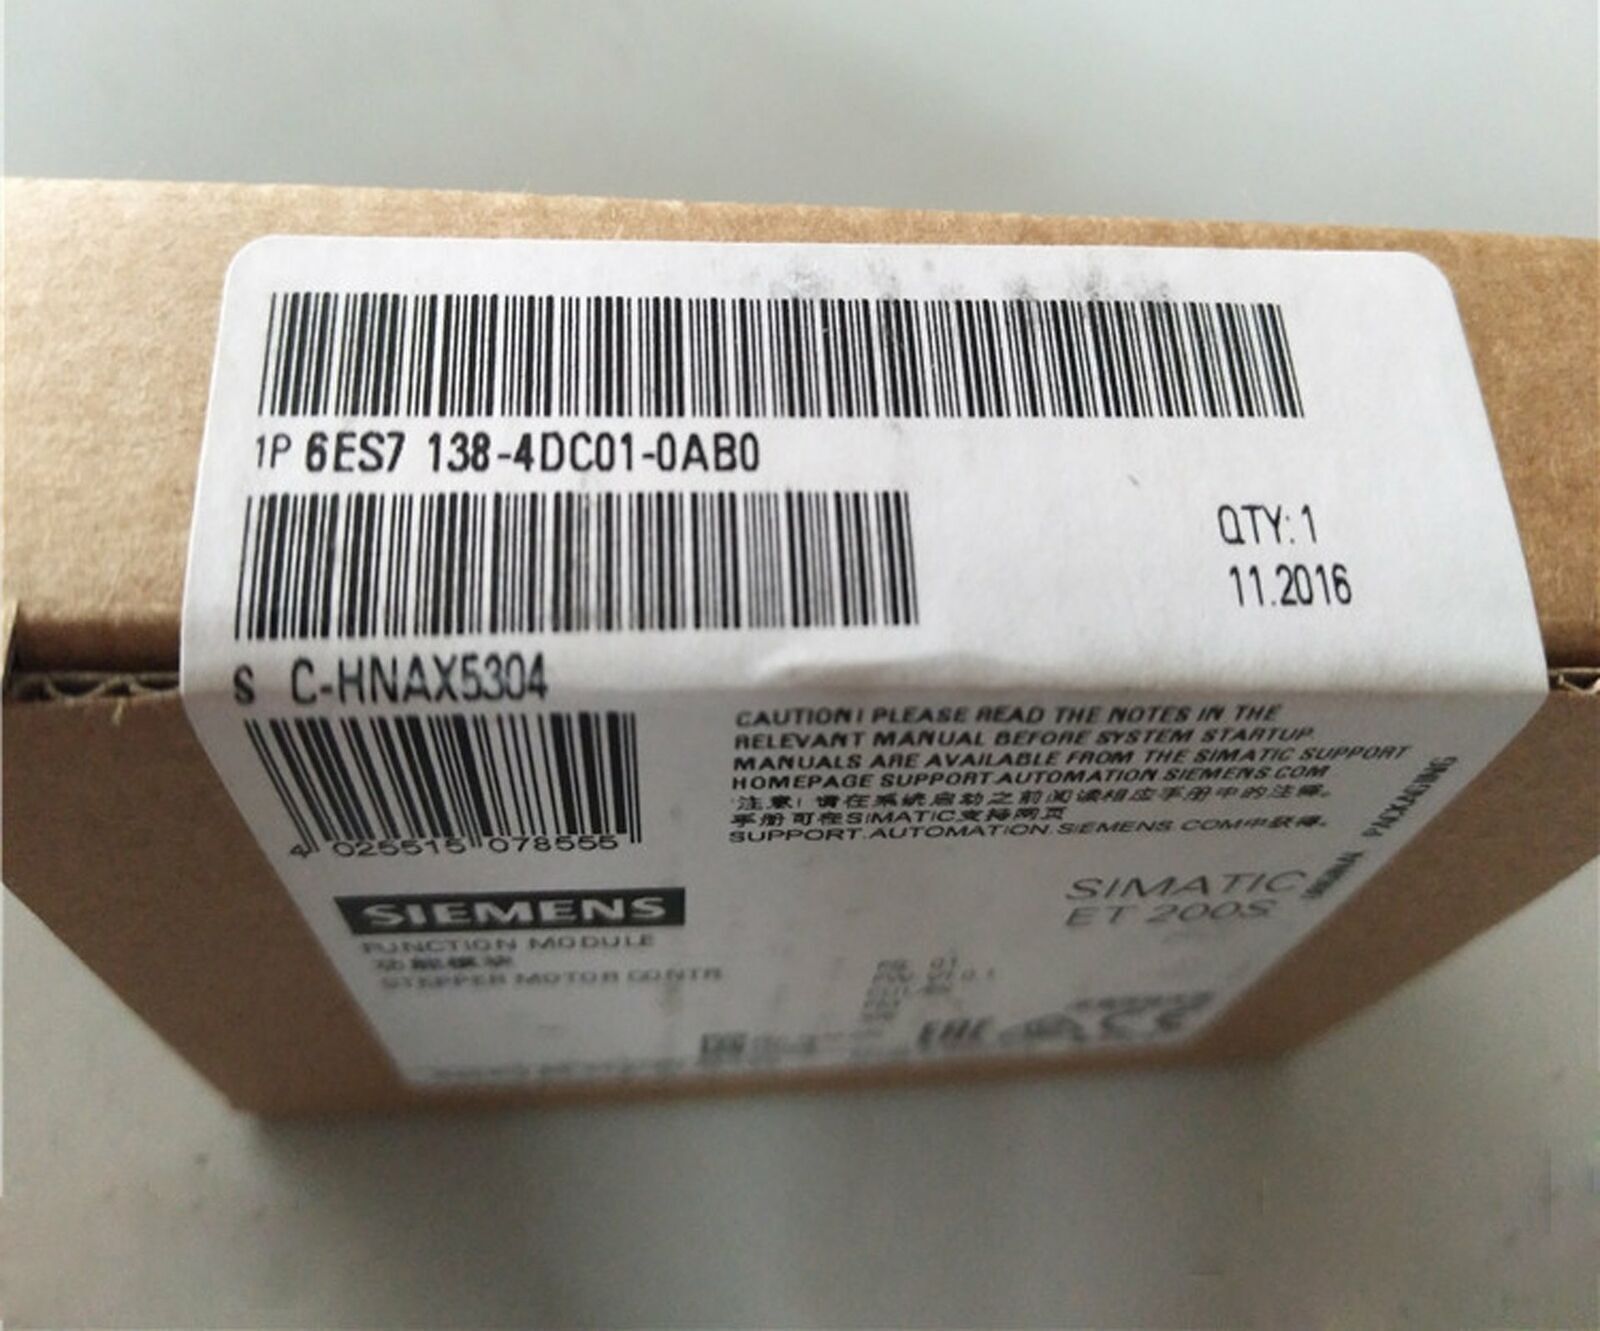 1P 6ES7 138-4DC01-0AB0
QTY: 1
11.2016
S C-HNAX5304
4 025515 078555
CAUTION! PLEASE READ THE NOTES IN THE
RELEVANT MANUAL BEFORE SYSTEM STARTUP.
MANUALS ARE AVAILABLE FROM THE SIMATIC SUPPORT
HOMEPAGE SUPPORT.AUTOMATION.SIEMENS.COM
注意! 请在系统启动之前阅读相应手册中的注释。
手册可在SIMATIC支持网页
SUPPORT.AUTOMATION.SIEMENS.COM中获得。
PACKAGING
SIEMENS
FUNCTION MODULE
功能模块
STEPPER MOTOR CONTR
SIMATIC
ET 200S
EAC
CE